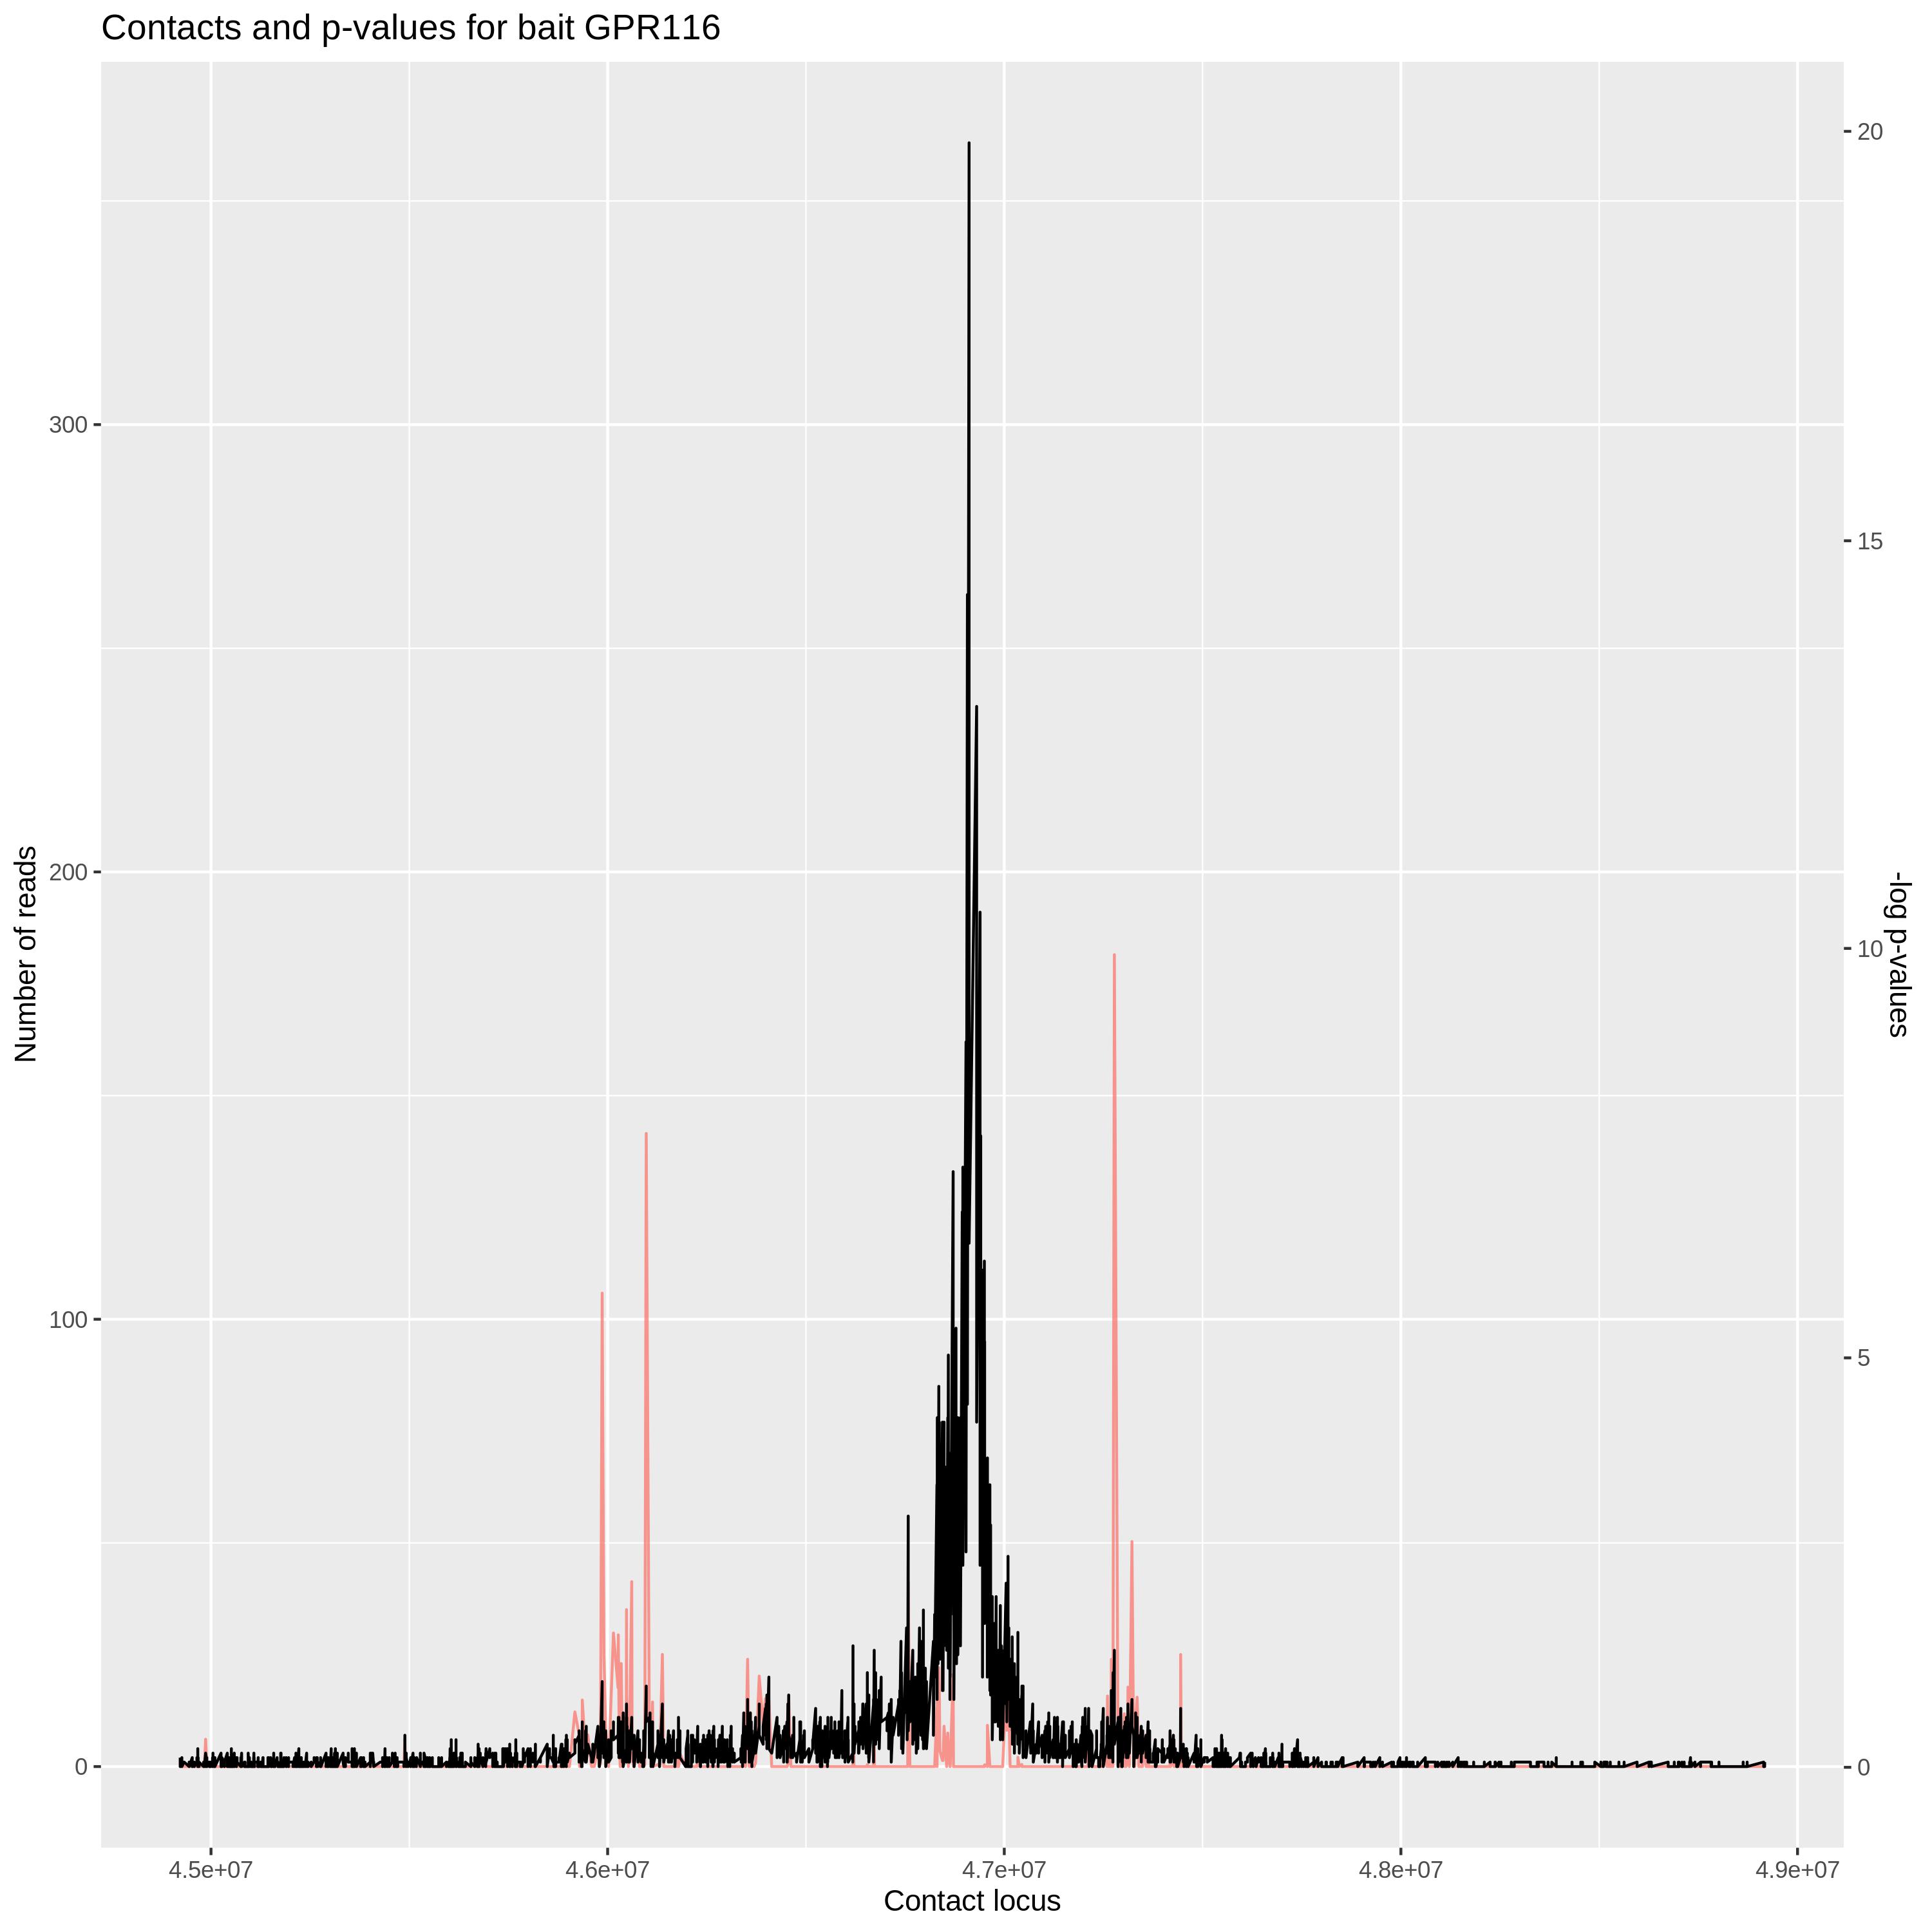 Contacts and p-values for bait GPR116
Number of reads
300
200
100
0
20
15
10
5
0
-log p-values
4.5e+07 4.6e+07 4.7e+07 4.8e+07 4.9e+07
Contact locus